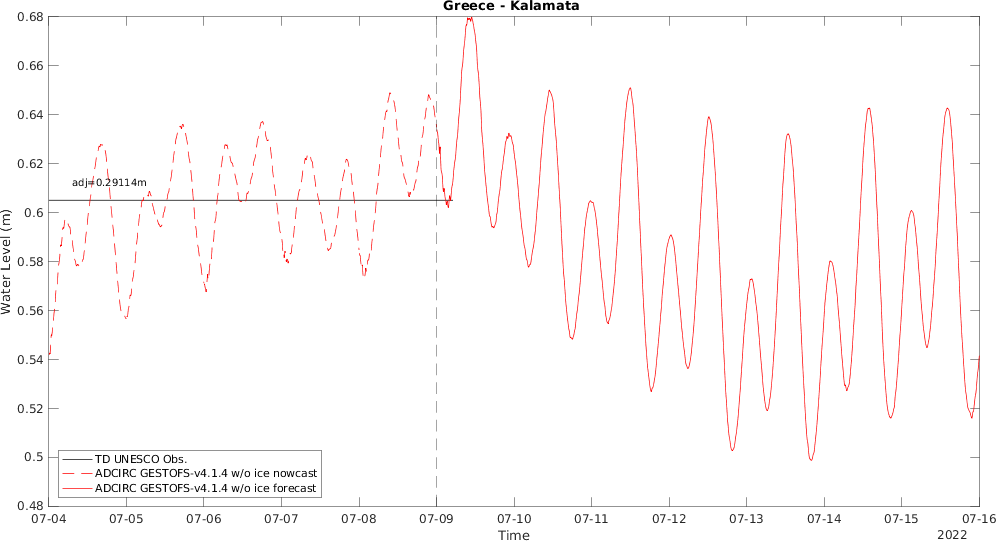 Greece - Kalamata
0.68
0.66
0.64
0.62
0.6
0.58
0.56
0.54
0.52
0.5
0.48
Water Level (m)
adj=0.29114m
TD UNESCO Obs.
ADCIRC GESTOFS-v4.1.4 w/o ice nowcast
ADCIRC GESTOFS-v4.1.4 w/o ice forecast
07-04 07-05 07-06 07-07 07-08 07-09 07-10 07-11 07-12 07-13 07-14 07-15 07-16
Time
2022